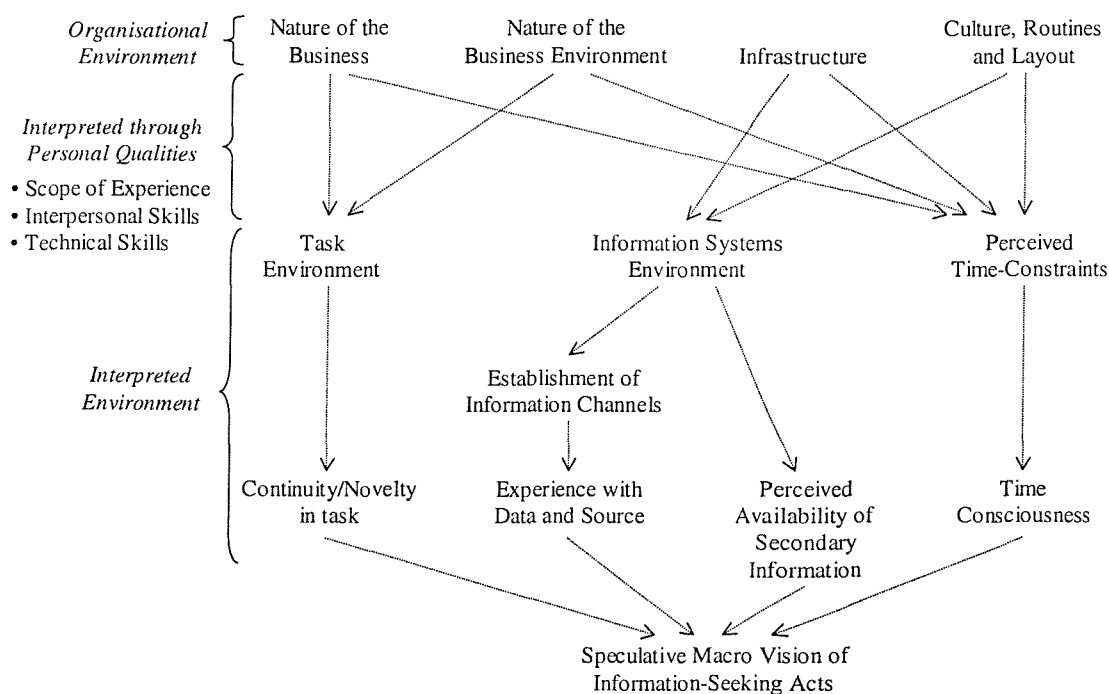 Organisational
Environment
Nature of the
Business
Nature of the
Business Environment
Infrastructure
Culture, Routines
and Layout
Interpreted through
Personal Qualities
• Scope of Experience
• Interpersonal Skills
• Technical Skills
Task
Environment
Information Systems
Environment
Perceived
Time-Constraints
Interpreted
Environment
Establishment of
Information Channels
Continuity/Novelty
in task
Experience with
Data and Source
Perceived
Availability of
Secondary
Information
Time
Consciousness
Speculative Macro Vision of
Information-Seeking Acts